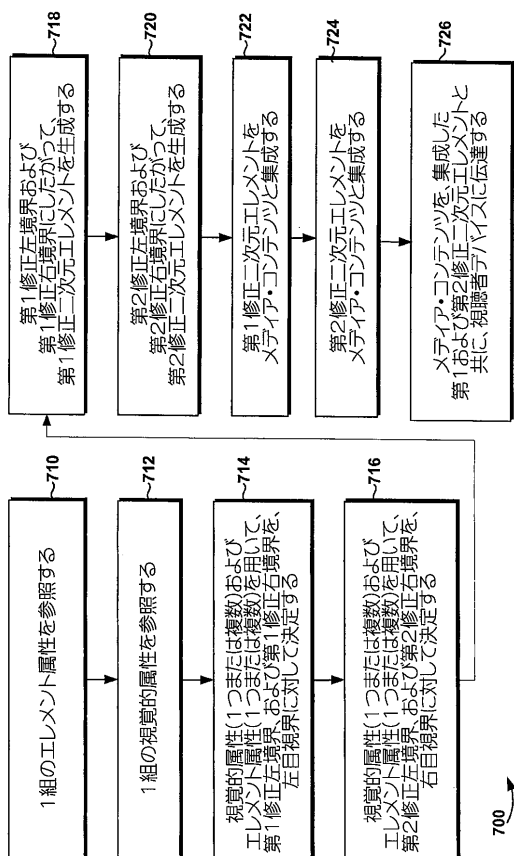 710
1組のエレメント属性を参照する
712
1組の視覚的属性を参照する
714
視覚的属性(1つまたは複数)および
エレメント属性(1つまたは複数)を用いて、
第1修正左境界、および第1修正右境界を、
左目視界に対して決定する
716
視覚的属性(1つまたは複数)および
エレメント属性(1つまたは複数)を用いて、
第2修正左境界、および第2修正右境界を、
右目視界に対して決定する
718
第1修正左境界および
第1修正右境界にしたがって、
第1修正二次元エレメントを生成する
720
第2修正左境界および
第2修正右境界にしたがって、
第2修正二次元エレメントを生成する
722
第1修正二次元エレメントを
メディア・コンテンツと集成する
724
第2修正二次元エレメントを
メディア・コンテンツと集成する
726
メディア・コンテンツを、集成した
第1および第2修正二次元エレメントと
共に、視聴者デバイスに伝達する
700